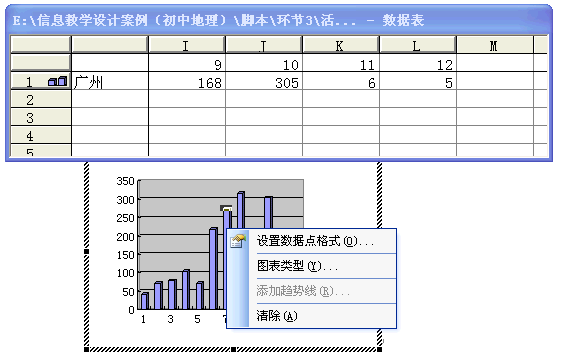 E:\信息教学设计案例（初中地理）\脚本\环节3\活... - 数据表
I J K L M
9 10 11 12
1 广州 168 305 6 5
2
3
4
5
350
300
250
200
150
100
50
0
1 3 5 7
设置数据点格式(O)...
图表类型(Y)...
添加趋势线(R)...
清除(A)